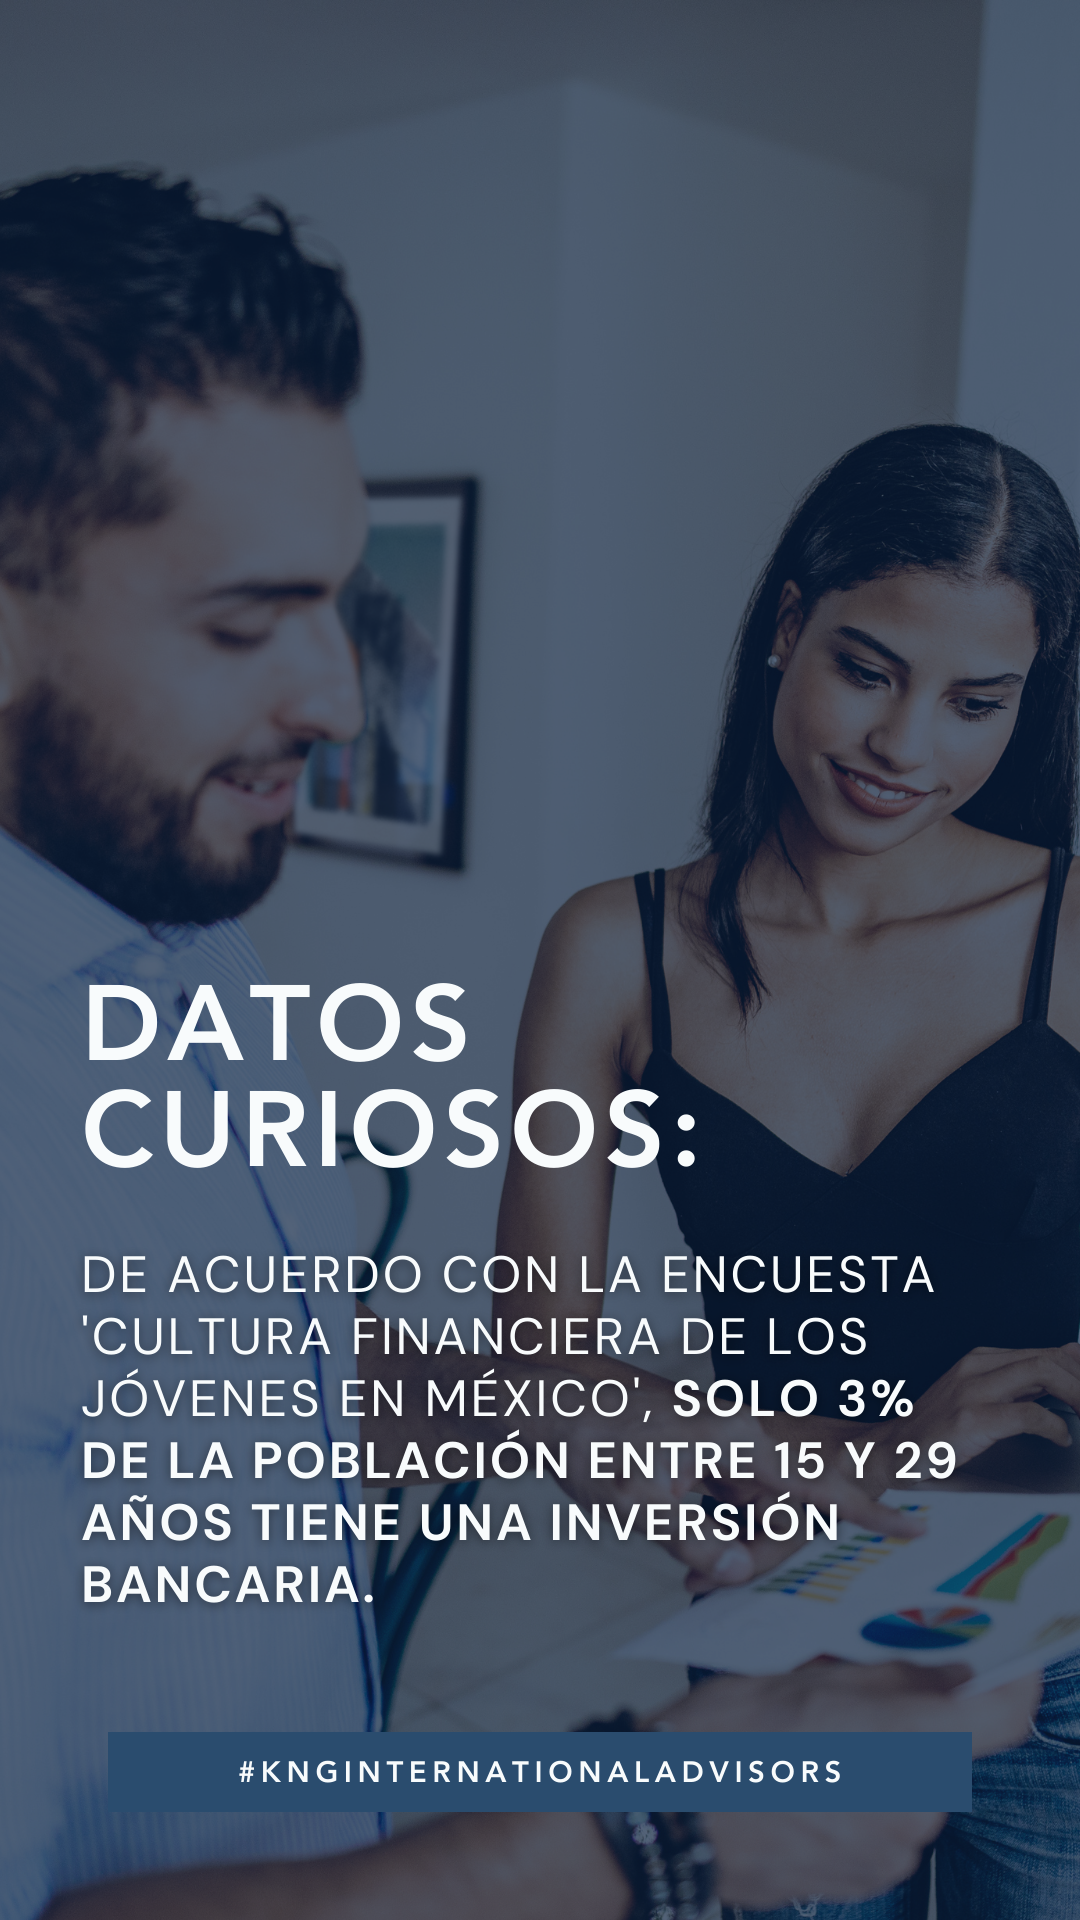 DATOS
CURIOSOS:
DE ACUERDO CON LA ENCUESTA
'CULTURA FINANCIERA DE LOS
JÓVENES EN MÉXICO', SOLO 3%
DE LA POBLACIÓN ENTRE 15 Y 29
AÑOS TIENE UNA INVERSIÓN
BANCARIA.
#KNGINTERNATIONALADVISORS